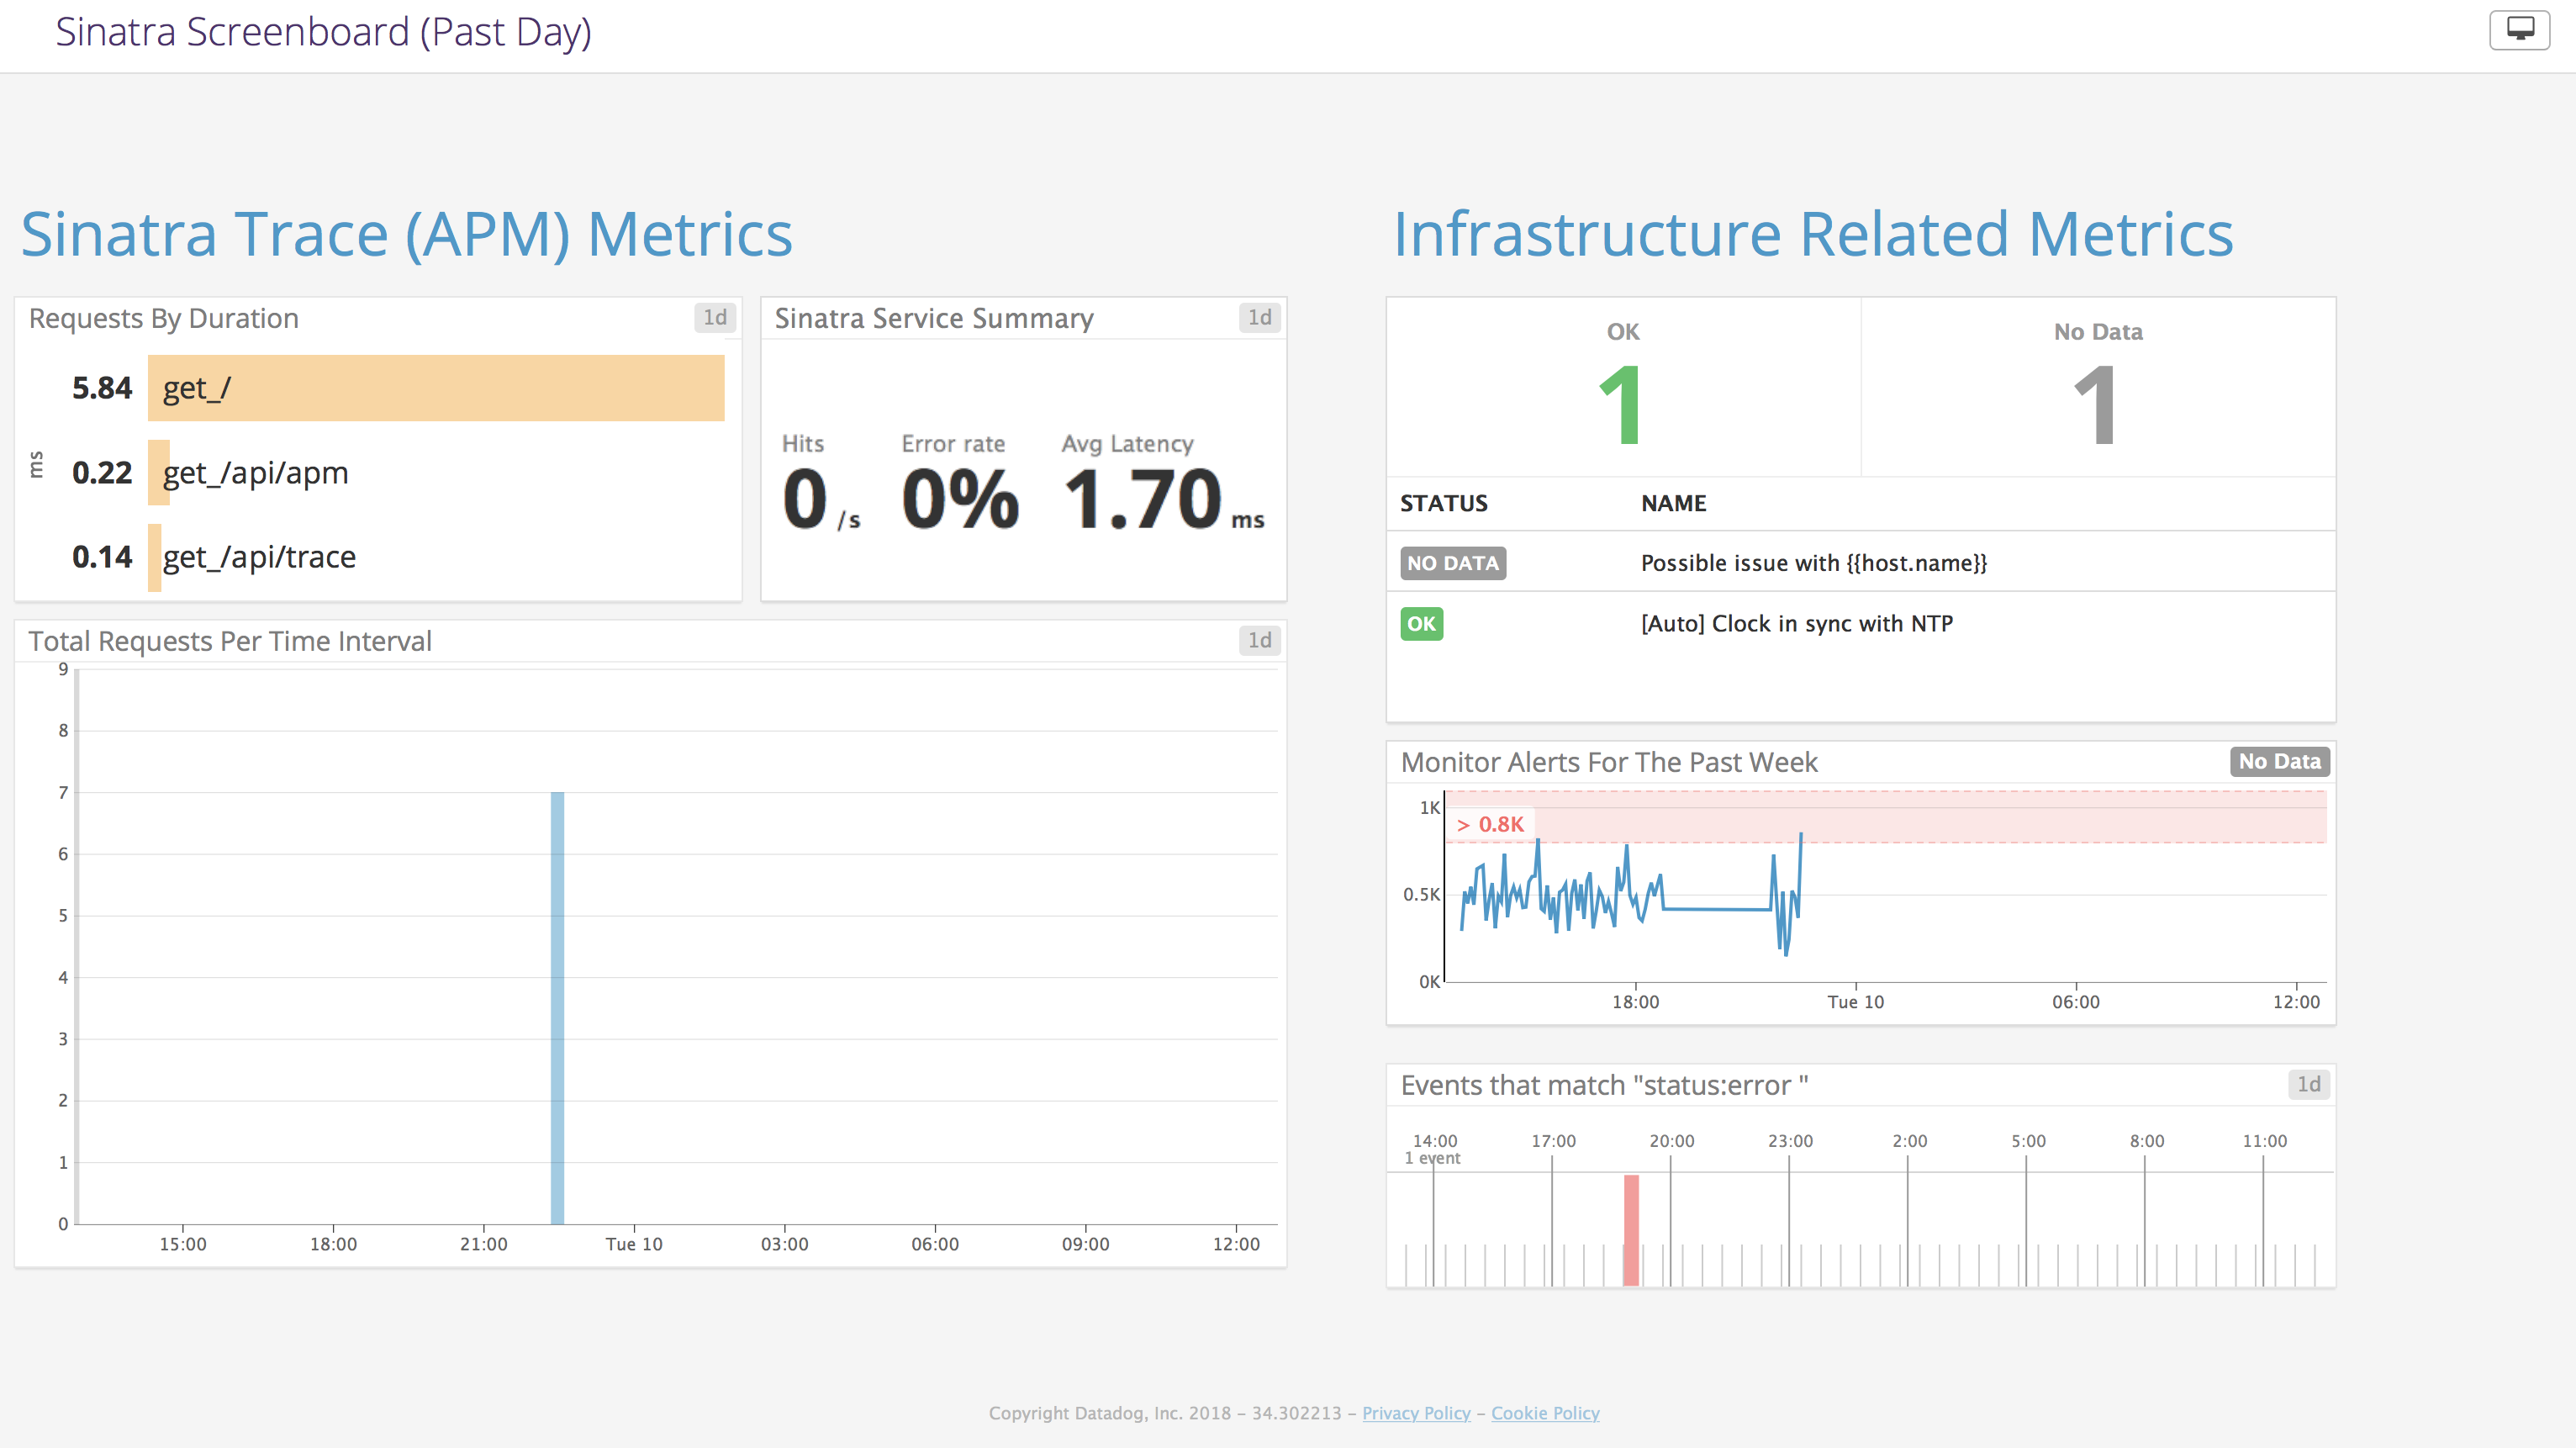 Sinatra Screenboard (Past Day)
Sinatra Trace (APM) Metrics
Requests By Duration 1d
5.84 get_/
ms
0.22 get_/api/apm
0.14 get_/api/trace
Sinatra Service Summary 1d
Hits Error rate Avg Latency
0 /s 0% 1.70 ms
Total Requests Per Time Interval 1d
9
8
7
6
5
4
3
2
1
0
15:00 18:00 21:00 Tue 10 03:00 06:00 09:00 12:00
Infrastructure Related Metrics
OK No Data
1 1
STATUS NAME
NO DATA Possible issue with {{host.name}}
OK [Auto] Clock in sync with NTP
Monitor Alerts For The Past Week No Data
1K
> 0.8K
0.5K
0K
18:00 Tue 10 06:00 12:00
Events that match "status:error " 1d
14:00 17:00 20:00 23:00 2:00 5:00 8:00 11:00
1 event
Copyright Datadog, Inc. 2018 – 34.302213 – Privacy Policy – Cookie Policy